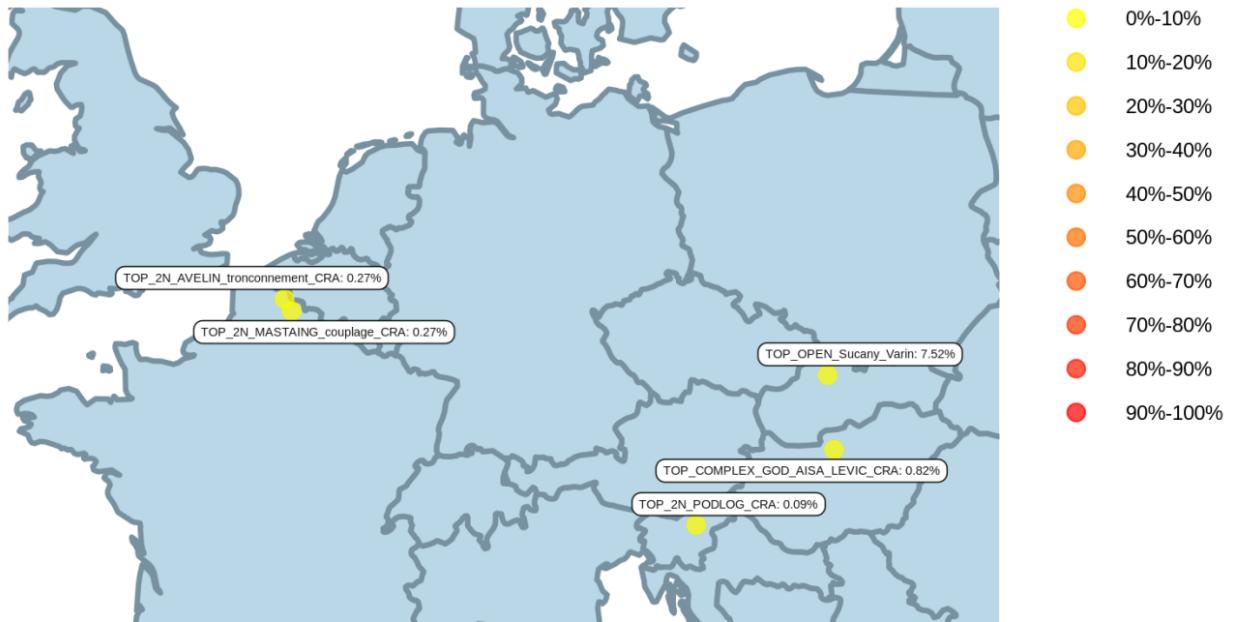 TOP_2N_AVELIN_tronconnement_CRA: 0.27%
TOP_2N_MASTAING_couplage_CRA: 0.27%
TOP_OPEN_Sucany_Varin: 7.52%
TOP_COMPLEX_GOD_AISA_LEVIC_CRA: 0.82%
TOP_2N_PODLOG_CRA: 0.09%
0%-10%
10%-20%
20%-30%
30%-40%
40%-50%
50%-60%
60%-70%
70%-80%
80%-90%
90%-100%